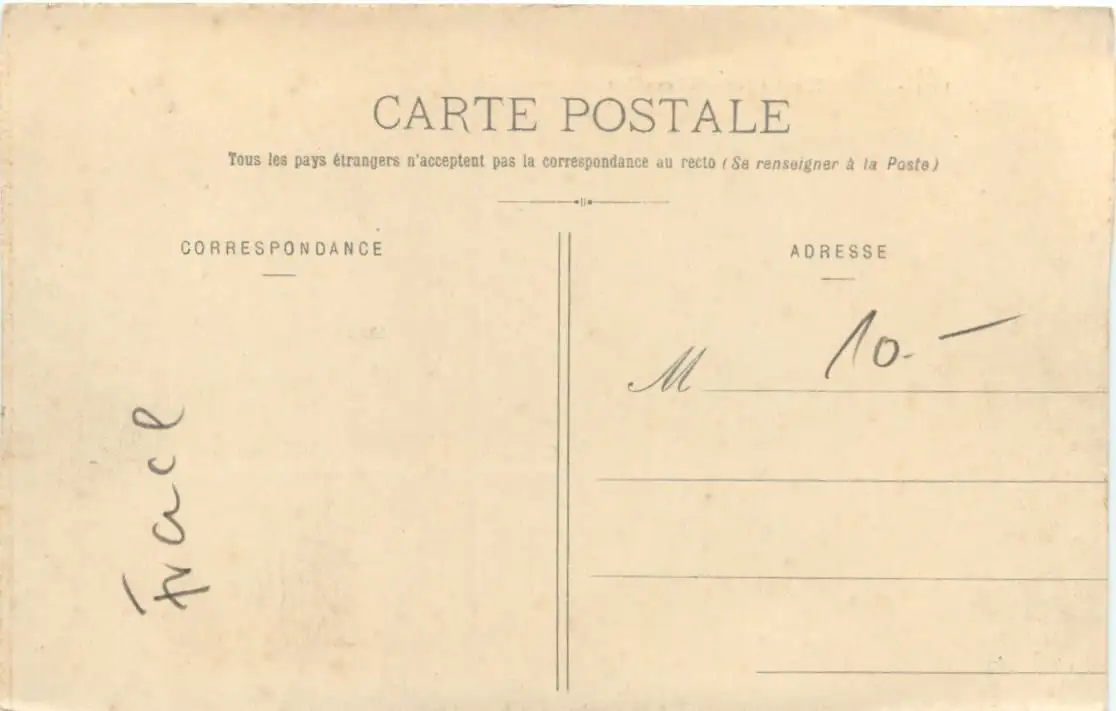 CARTE POSTALE
Tous les pays étrangers n'acceptent pas la correspondance au recto (Se renseigner à la Poste)
CORRESPONDANCE
ADRESSE
M
10.—